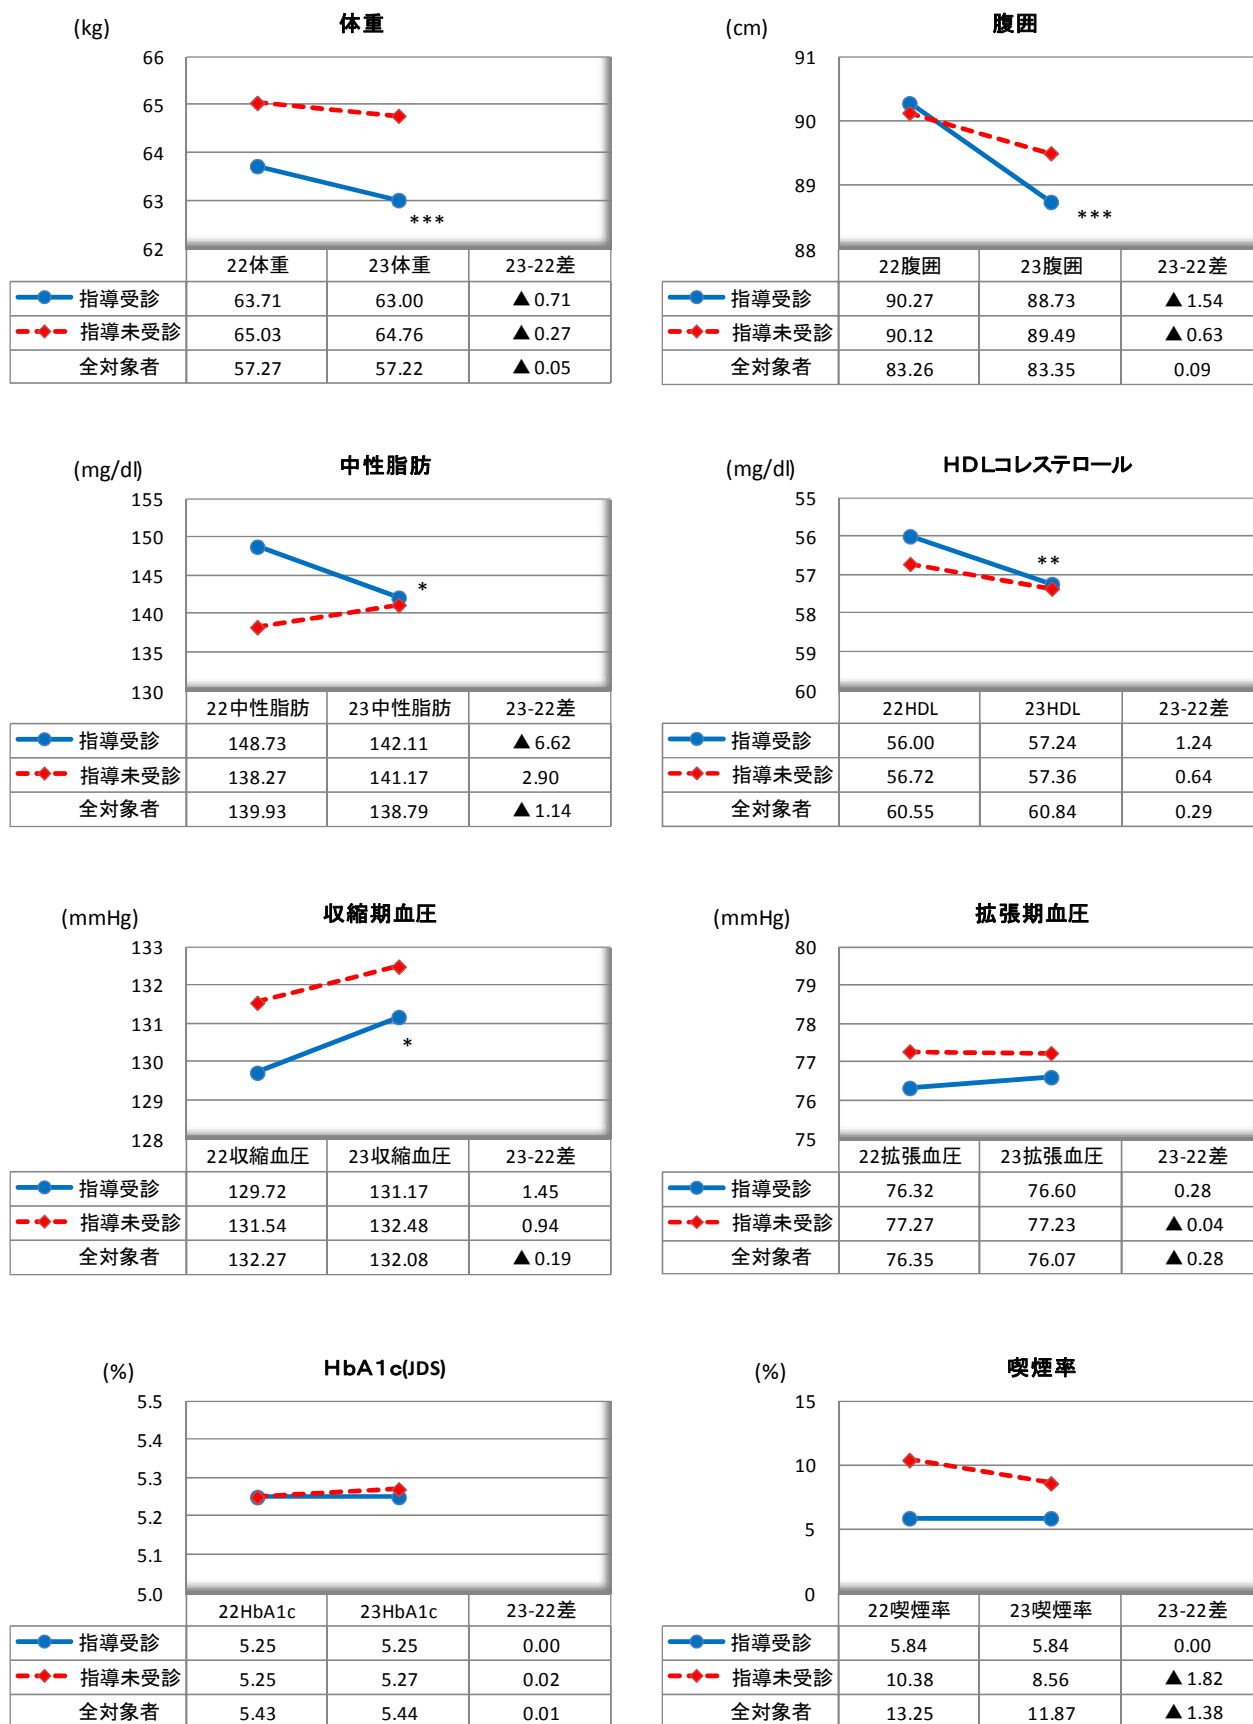 (kg) 体重
66
65
64
63
62
***
22体重 23体重 23-22差
指導受診 63.71 63.00 ▲0.71
指導未受診 65.03 64.76 ▲0.27
全対象者 57.27 57.22 ▲0.05
(cm) 腹囲
91
90
89
88
***
22腹囲 23腹囲 23-22差
指導受診 90.27 88.73 ▲1.54
指導未受診 90.12 89.49 ▲0.63
全対象者 83.26 83.35 0.09
(mg/dl) 中性脂肪
155
150
145
140
135
130
*
22中性脂肪 23中性脂肪 23-22差
指導受診 148.73 142.11 ▲6.62
指導未受診 138.27 141.17 2.90
全対象者 139.93 138.79 ▲1.14
(mg/dl) HDLコレステロール
55
56
57
58
59
60
**
22HDL 23HDL 23-22差
指導受診 56.00 57.24 1.24
指導未受診 56.72 57.36 0.64
全対象者 60.55 60.84 0.29
(mmHg) 収縮期血圧
133
132
131
130
129
128
*
22収縮血圧 23収縮血圧 23-22差
指導受診 129.72 131.17 1.45
指導未受診 131.54 132.48 0.94
全対象者 132.27 132.08 ▲0.19
(mmHg) 拡張期血圧
80
79
78
77
76
75
22拡張血圧 23拡張血圧 23-22差
指導受診 76.32 76.60 0.28
指導未受診 77.27 77.23 ▲0.04
全対象者 76.35 76.07 ▲0.28
(%) HbA1c(JDS)
5.5
5.4
5.3
5.2
5.1
5.0
22HbA1c 23HbA1c 23-22差
指導受診 5.25 5.25 0.00
指導未受診 5.25 5.27 0.02
全対象者 5.43 5.44 0.01
(%) 喫煙率
15
10
5
0
22喫煙率 23喫煙率 23-22差
指導受診 5.84 5.84 0.00
指導未受診 10.38 8.56 ▲1.82
全対象者 13.25 11.87 ▲1.38